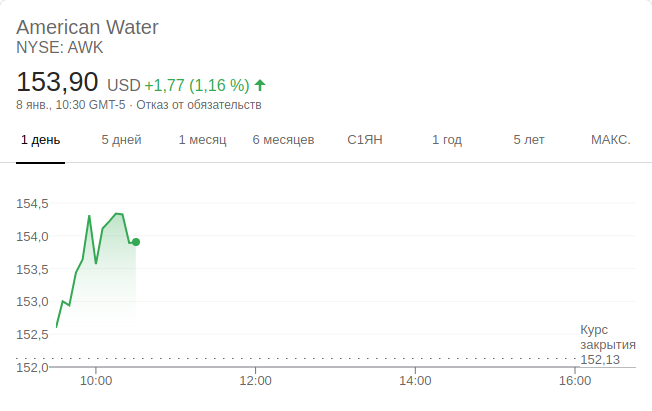 American Water
NYSE: AWK
153,90 USD +1,77 (1,16 %)
8 янв., 10:30 GMT-5 · Отказ от обязательств
1 день 5 дней 1 месяц 6 месяцев С1ЯН 1 год 5 лет МАКС.
154,5
154,0
153,5
153,0
152,5
152,0
Курс
закрытия
152,13
10:00 12:00 14:00 16:00